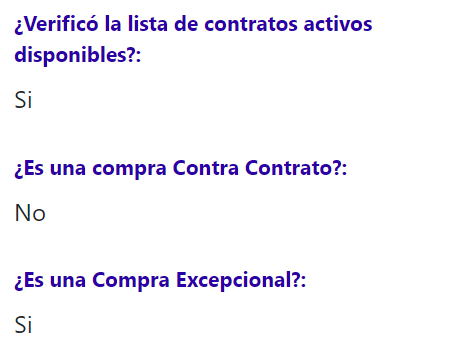 ¿Verificó la lista de contratos activos
disponibles?:
Si
¿Es una compra Contra Contrato?:
No
¿Es una Compra Excepcional?:
Si